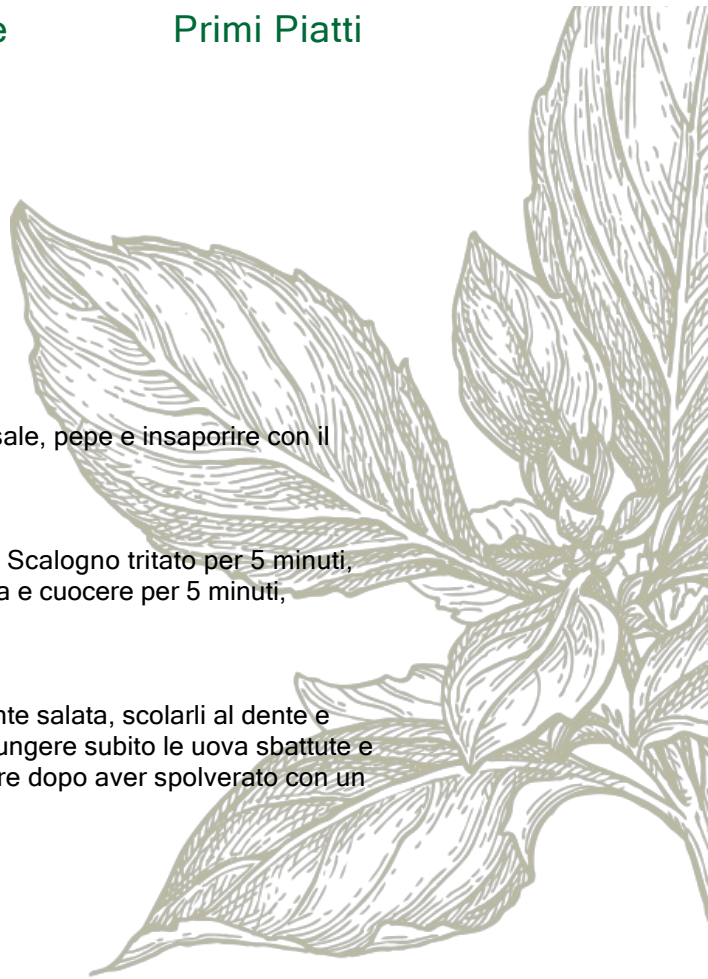 e Primi Piatti
sale, pepe e insaporire con il
Scalogno tritato per 5 minuti,
a e cuocere per 5 minuti,
nte salata, scolarli al dente e
ungere subito le uova sbattute e
re dopo aver spolverato con un